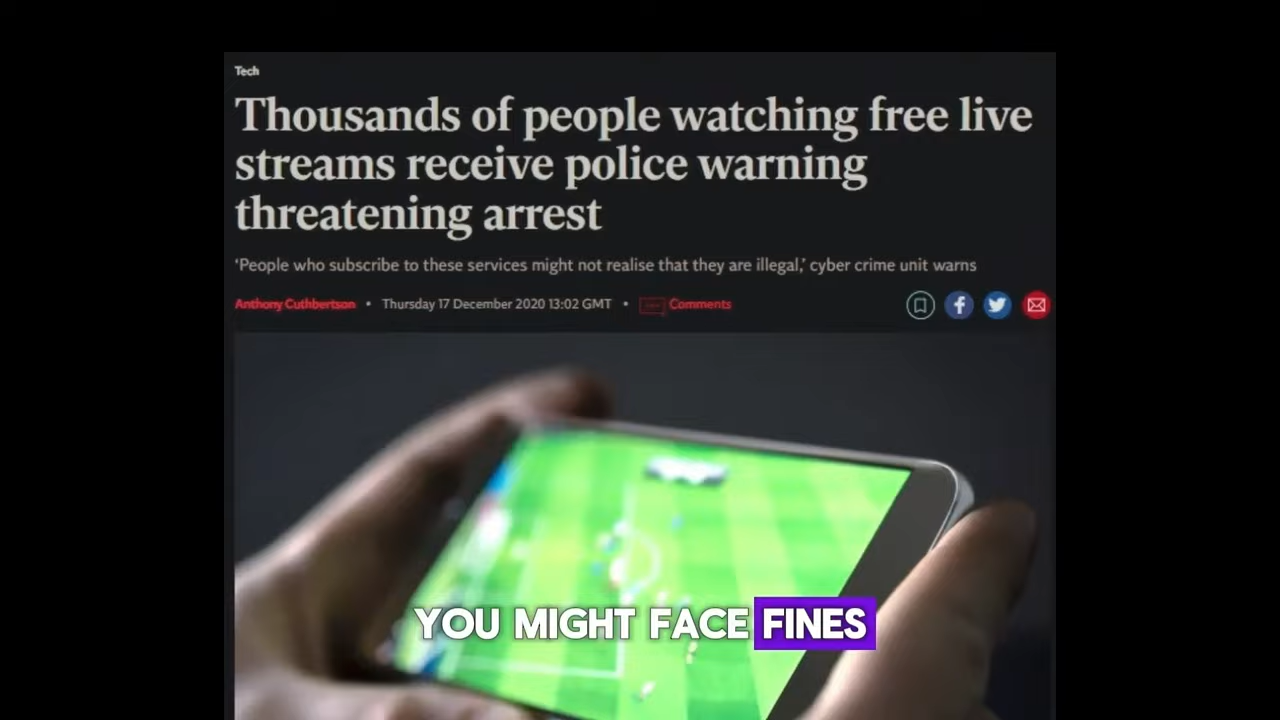 Tech
Thousands of people watching free live
streams receive police warning
threatening arrest
‘People who subscribe to these services might not realise that they are illegal,’ cyber crime unit warns
Anthony Cuthbertson • Thursday 17 December 2020 13:02 GMT • Comments
YOU MIGHT FACE FINES